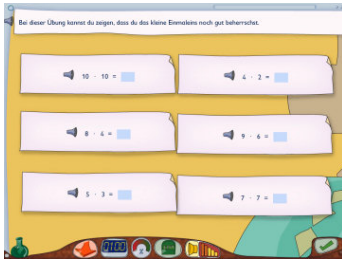 Bei dieser Übung kannst du zeigen, dass du das kleine Einmaleins noch gut beherrschst.
10 · 10 =
4 · 2 =
8 · 4 =
9 · 6 =
5 · 3 =
7 · 7 =